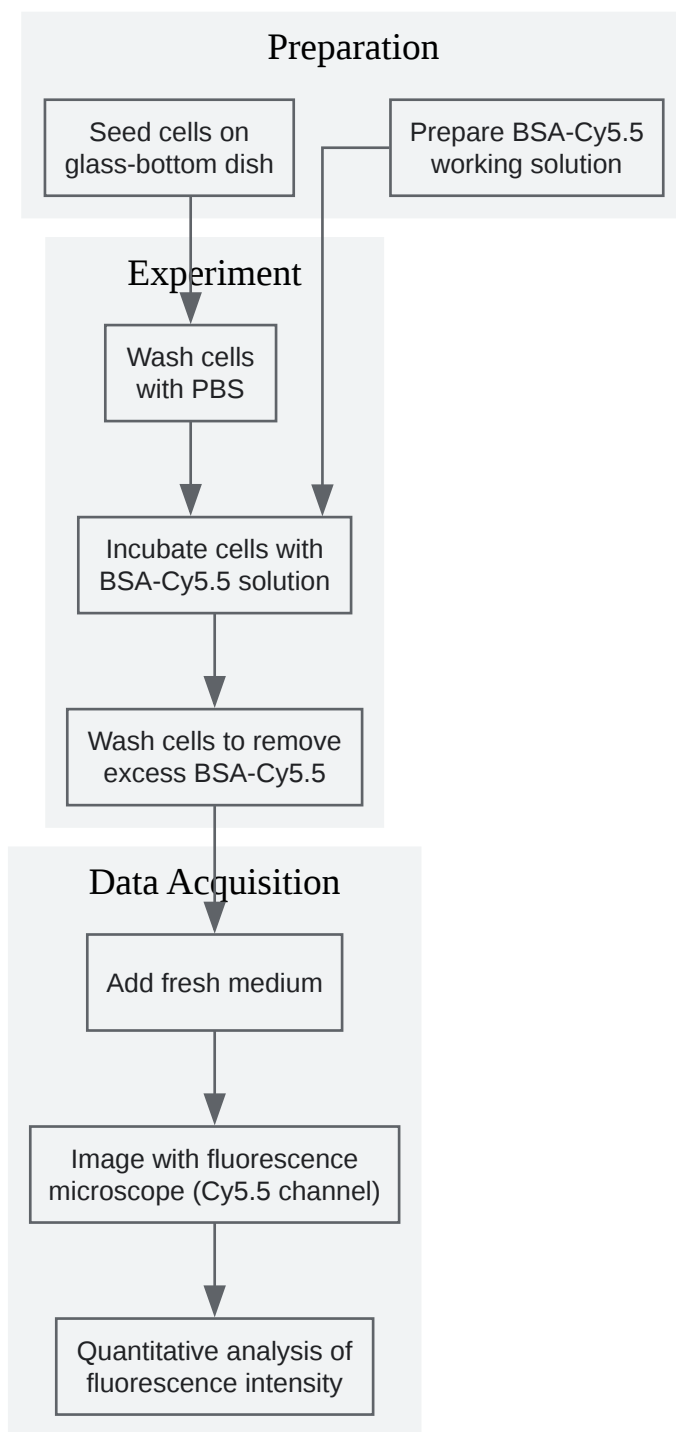 Preparation
Seed cells on
glass-bottom dish
Prepare BSA-Cy5.5
working solution
Experiment
Wash cells
with PBS
Incubate cells with
BSA-Cy5.5 solution
Wash cells to remove
excess BSA-Cy5.5
Data Acquisition
Add fresh medium
Image with fluorescence
microscope (Cy5.5 channel)
Quantitative analysis of
fluorescence intensity